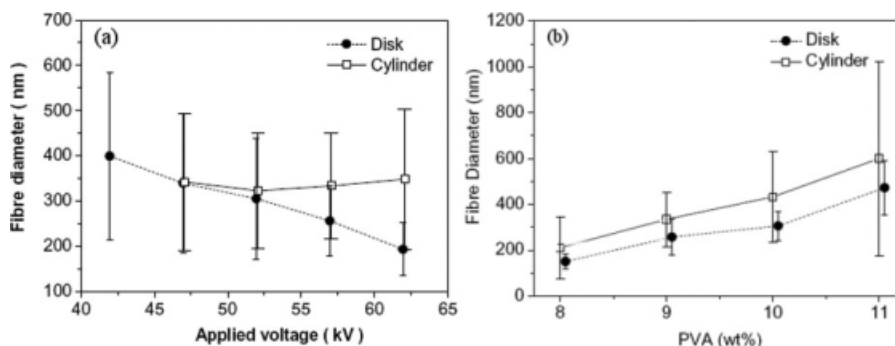 (a)
Disk
Cylinder
Fibre diameter ( nm )
700
600
500
400
300
200
100
40 45 50 55 60 65
Applied voltage ( kV )
(b)
Disk
Cylinder
Fibre Diameter (nm)
1200
1000
800
600
400
200
0
8 9 10 11
PVA (wt%)